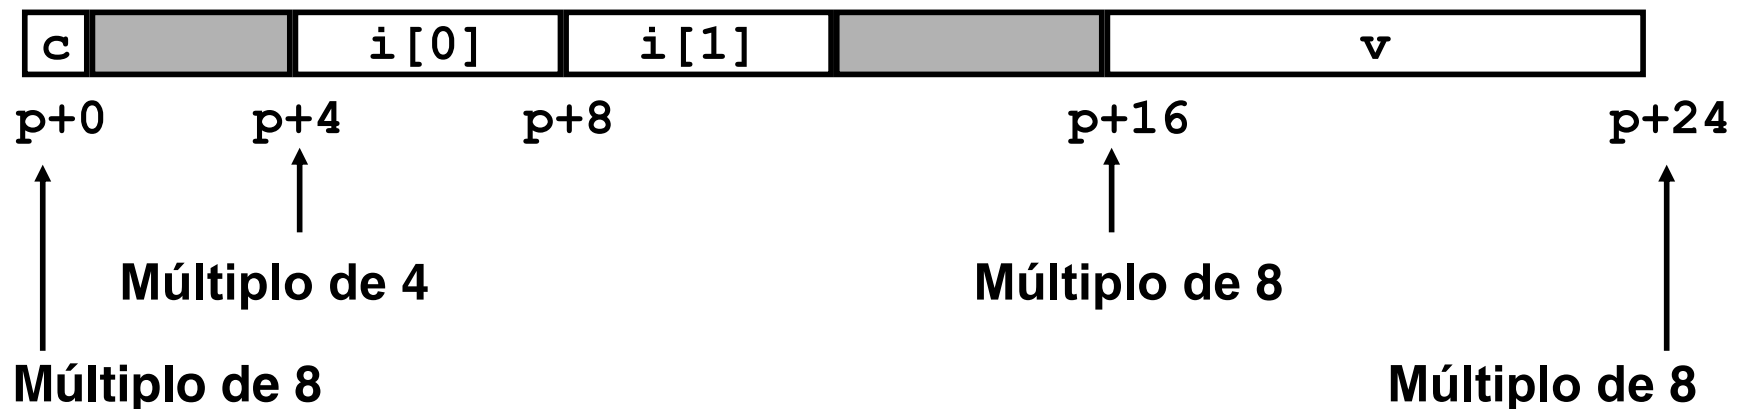 c i[0] i[1] v
p+0 p+4 p+8 p+16 p+24
Múltiplo de 4 Múltiplo de 8
Múltiplo de 8 Múltiplo de 8